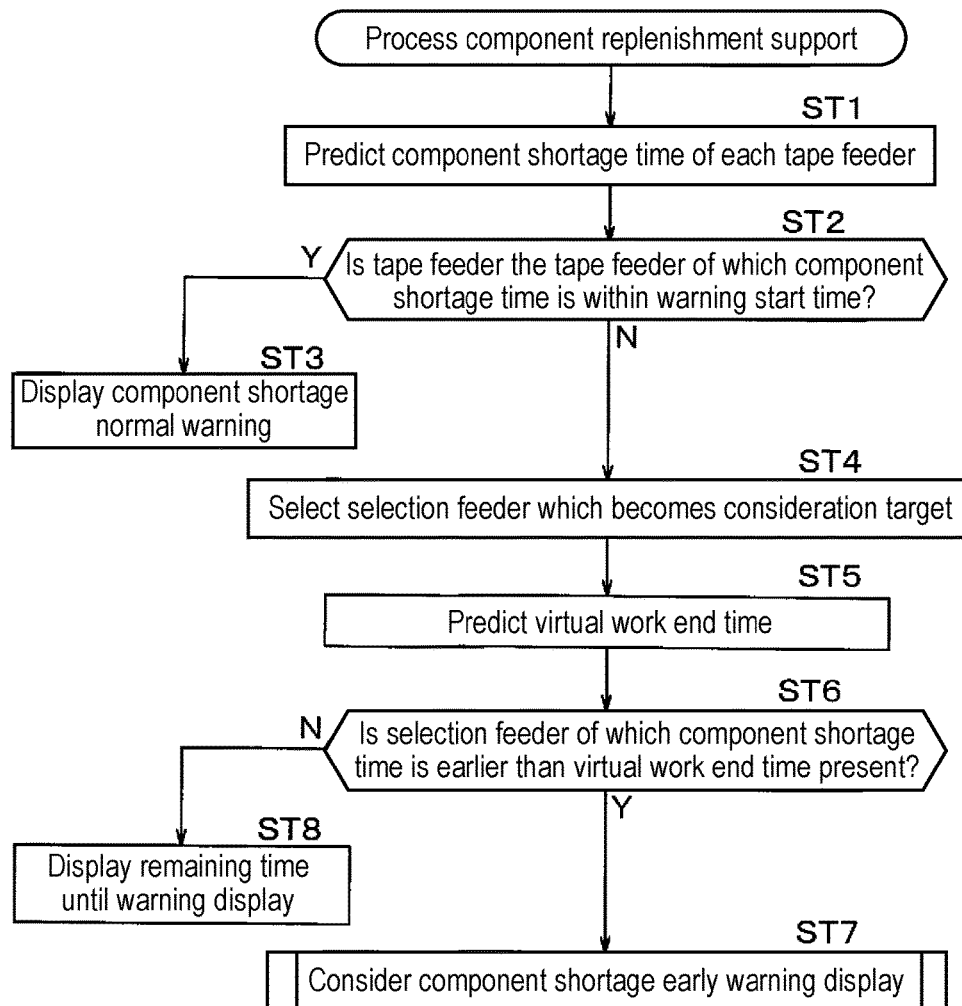 Process component replenishment support
ST1
Predict component shortage time of each tape feeder
ST2
Y
Is tape feeder the tape feeder of which component
shortage time is within warning start time?
N
ST3
Display component shortage
normal warning
ST4
Select selection feeder which becomes consideration target
ST5
Predict virtual work end time
ST6
N
Is selection feeder of which component shortage
time is earlier than virtual work end time present?
Y
ST8
Display remaining time
until warning display
ST7
Consider component shortage early warning display